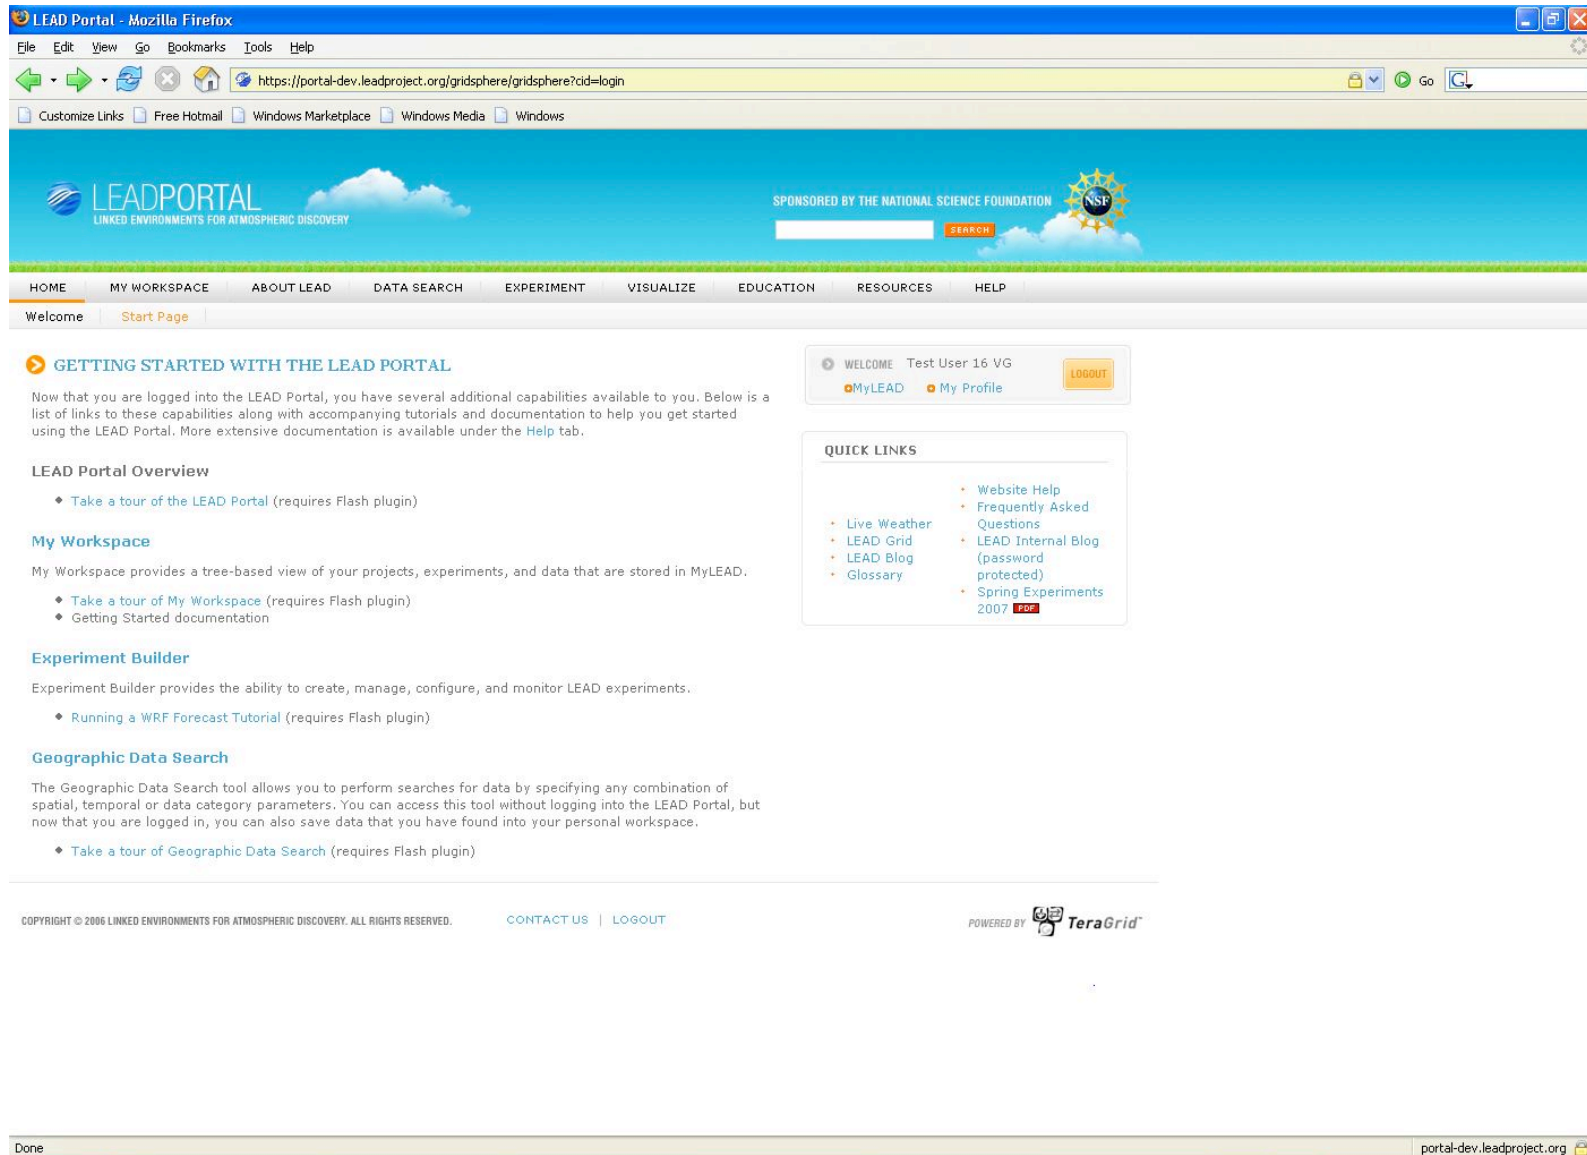 LEAD Portal - Mozilla Firefox
File Edit View Go Bookmarks Tools Help
https://portal-dev.leadproject.org/gridsphere/gridsphere?cid=login
Go
G
Customize Links Free Hotmail Windows Marketplace Windows Media Windows
LEADPORTAL
LINKED ENVIRONMENTS FOR ATMOSPHERIC DISCOVERY
SPONSORED BY THE NATIONAL SCIENCE FOUNDATION
NSF
SEARCH
HOME MY WORKSPACE ABOUT LEAD DATA SEARCH EXPERIMENT VISUALIZE EDUCATION RESOURCES HELP
Welcome Start Page
GETTING STARTED WITH THE LEAD PORTAL
Now that you are logged into the LEAD Portal, you have several additional capabilities available to you. Below is a
list of links to these capabilities along with accompanying tutorials and documentation to help you get started
using the LEAD Portal. More extensive documentation is available under the Help tab.
LEAD Portal Overview
Take a tour of the LEAD Portal (requires Flash plugin)
My Workspace
My Workspace provides a tree-based view of your projects, experiments, and data that are stored in MyLEAD.
Take a tour of My Workspace (requires Flash plugin)
Getting Started documentation
Experiment Builder
Experiment Builder provides the ability to create, manage, configure, and monitor LEAD experiments.
Running a WRF Forecast Tutorial (requires Flash plugin)
Geographic Data Search
The Geographic Data Search tool allows you to perform searches for data by specifying any combination of
spatial, temporal or data category parameters. You can access this tool without logging into the LEAD Portal, but
now that you are logged in, you can also save data that you have found into your personal workspace.
Take a tour of Geographic Data Search (requires Flash plugin)
WELCOME Test User 16 VG
MyLEAD My Profile
LOGOUT
QUICK LINKS
Live Weather
LEAD Grid
LEAD Blog
Glossary
Website Help
Frequently Asked
Questions
LEAD Internal Blog
(password
protected)
Spring Experiments
2007 PDF
COPYRIGHT © 2006 LINKED ENVIRONMENTS FOR ATMOSPHERIC DISCOVERY. ALL RIGHTS RESERVED.
CONTACT US | LOGOUT
POWERED BY TeraGrid
Done
portal-dev.leadproject.org